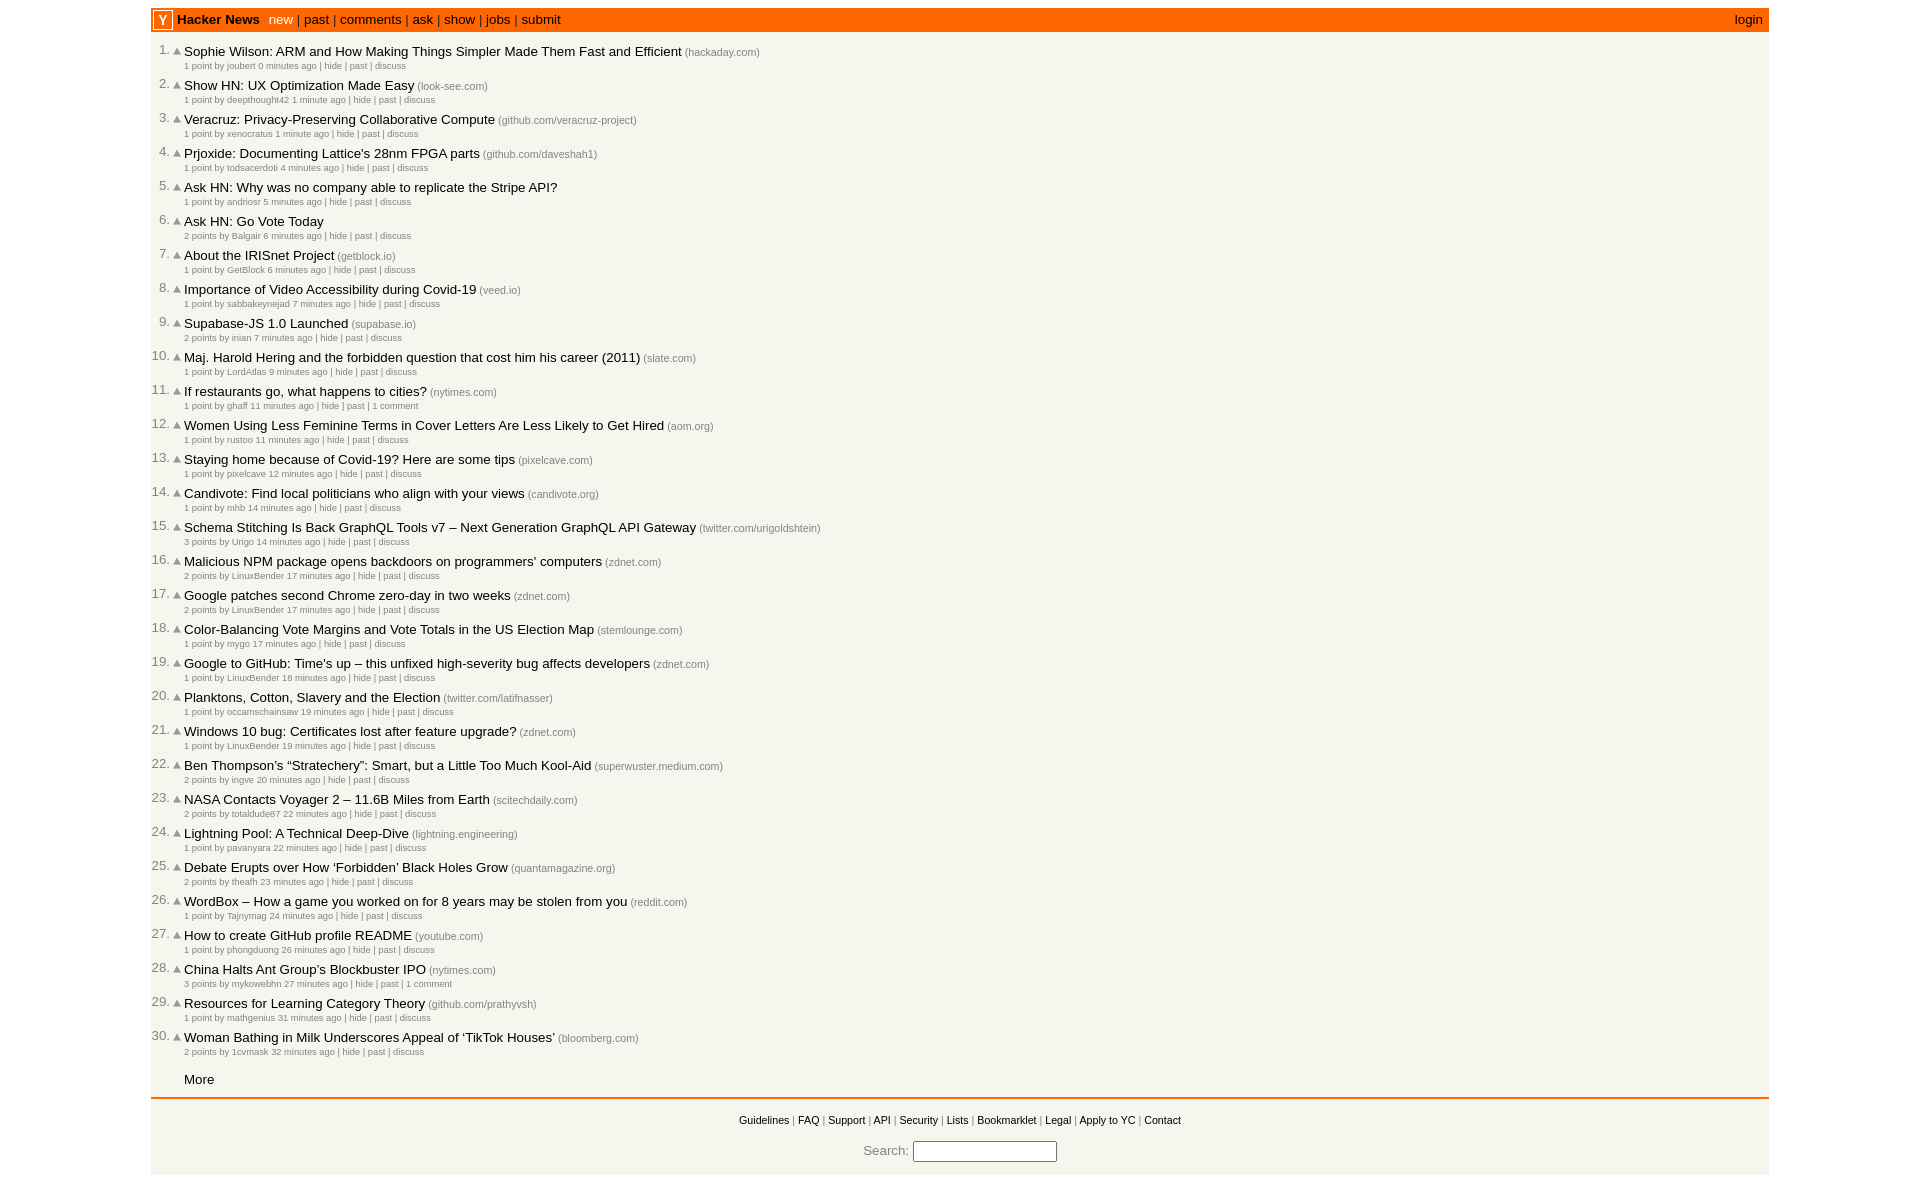 Y Hacker News new | past | comments | ask | show | jobs | submit login
1. Sophie Wilson: ARM and How Making Things Simpler Made Them Fast and Efficient (hackaday.com)
1 point by joubert 0 minutes ago | hide | past | discuss
2. Show HN: UX Optimization Made Easy (look-see.com)
1 point by deepthought42 1 minute ago | hide | past | discuss
3. Veracruz: Privacy-Preserving Collaborative Compute (github.com/veracruz-project)
1 point by xenocratus 1 minute ago | hide | past | discuss
4. Prjoxide: Documenting Lattice's 28nm FPGA parts (github.com/daveshah1)
1 point by todsacerdoti 4 minutes ago | hide | past | discuss
5. Ask HN: Why was no company able to replicate the Stripe API?
1 point by andriosr 5 minutes ago | hide | past | discuss
6. Ask HN: Go Vote Today
2 points by Balgair 6 minutes ago | hide | past | discuss
7. About the IRISnet Project (getblock.io)
1 point by GetBlock 6 minutes ago | hide | past | discuss
8. Importance of Video Accessibility during Covid-19 (veed.io)
1 point by sabbakeynejad 7 minutes ago | hide | past | discuss
9. Supabase-JS 1.0 Launched (supabase.io)
2 points by inian 7 minutes ago | hide | past | discuss
10. Maj. Harold Hering and the forbidden question that cost him his career (2011) (slate.com)
1 point by LordAtlas 9 minutes ago | hide | past | discuss
11. If restaurants go, what happens to cities? (nytimes.com)
1 point by ghaff 11 minutes ago | hide | past | 1 comment
12. Women Using Less Feminine Terms in Cover Letters Are Less Likely to Get Hired (aom.org)
1 point by rustoo 11 minutes ago | hide | past | discuss
13. Staying home because of Covid-19? Here are some tips (pixelcave.com)
1 point by pixelcave 12 minutes ago | hide | past | discuss
14. Candivote: Find local politicians who align with your views (candivote.org)
1 point by mhb 14 minutes ago | hide | past | discuss
15. Schema Stitching Is Back GraphQL Tools v7 – Next Generation GraphQL API Gateway (twitter.com/urigoldshtein)
3 points by Urigo 14 minutes ago | hide | past | discuss
16. Malicious NPM package opens backdoors on programmers' computers (zdnet.com)
2 points by LinuxBender 17 minutes ago | hide | past | discuss
17. Google patches second Chrome zero-day in two weeks (zdnet.com)
2 points by LinuxBender 17 minutes ago | hide | past | discuss
18. Color-Balancing Vote Margins and Vote Totals in the US Election Map (stemlounge.com)
1 point by mygo 17 minutes ago | hide | past | discuss
19. Google to GitHub: Time's up – this unfixed high-severity bug affects developers (zdnet.com)
1 point by LinuxBender 18 minutes ago | hide | past | discuss
20. Planktons, Cotton, Slavery and the Election (twitter.com/latifnasser)
1 point by occamschainsaw 19 minutes ago | hide | past | discuss
21. Windows 10 bug: Certificates lost after feature upgrade? (zdnet.com)
1 point by LinuxBender 19 minutes ago | hide | past | discuss
22. Ben Thompson’s “Stratechery”: Smart, but a Little Too Much Kool-Aid (superwuster.medium.com)
2 points by ingve 20 minutes ago | hide | past | discuss
23. NASA Contacts Voyager 2 – 11.6B Miles from Earth (scitechdaily.com)
2 points by totaldude87 22 minutes ago | hide | past | discuss
24. Lightning Pool: A Technical Deep-Dive (lightning.engineering)
1 point by pavanyara 22 minutes ago | hide | past | discuss
25. Debate Erupts over How ‘Forbidden’ Black Holes Grow (quantamagazine.org)
2 points by theafh 23 minutes ago | hide | past | discuss
26. WordBox – How a game you worked on for 8 years may be stolen from you (reddit.com)
1 point by Tajnymag 24 minutes ago | hide | past | discuss
27. How to create GitHub profile README (youtube.com)
1 point by phongduong 26 minutes ago | hide | past | discuss
28. China Halts Ant Group’s Blockbuster IPO (nytimes.com)
3 points by mykowebhn 27 minutes ago | hide | past | 1 comment
29. Resources for Learning Category Theory (github.com/prathyvsh)
1 point by mathgenius 31 minutes ago | hide | past | discuss
30. Woman Bathing in Milk Underscores Appeal of ‘TikTok Houses’ (bloomberg.com)
2 points by 1cvmask 32 minutes ago | hide | past | discuss
More
Guidelines | FAQ | Support | API | Security | Lists | Bookmarklet | Legal | Apply to YC | Contact
Search: